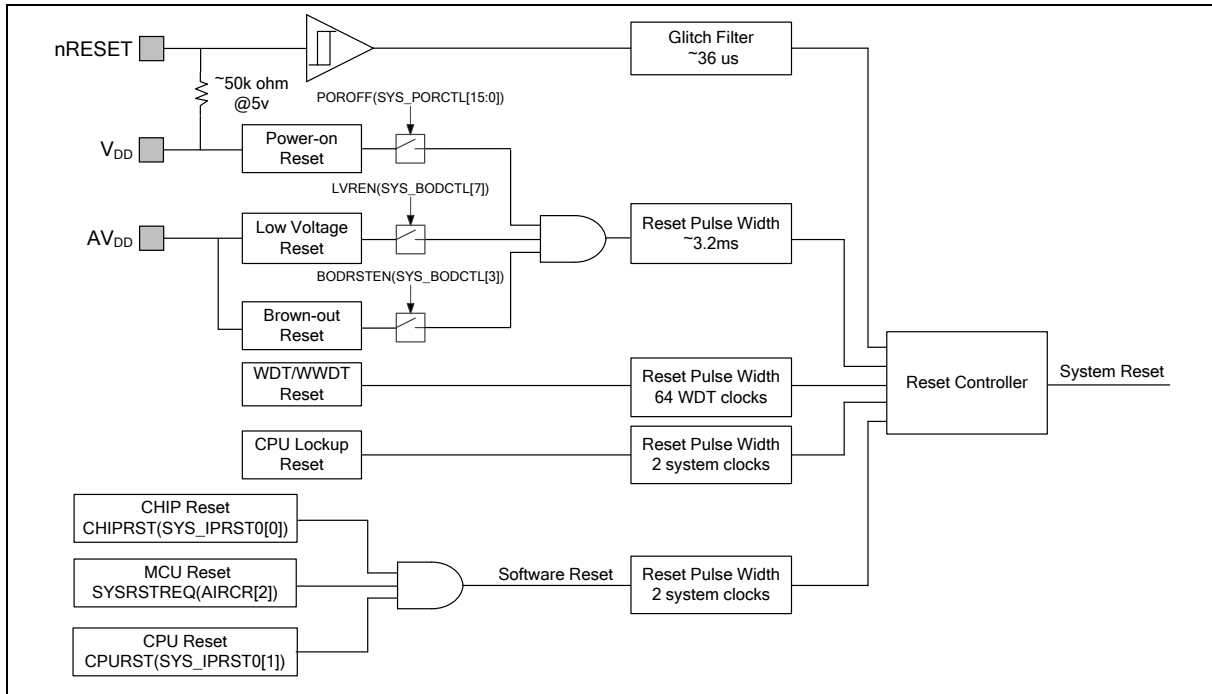 nRESET
Glitch Filter
~36 us
~50k ohm
@5v
POROFF(SYS_PORCTL[15:0])
VDD
Power-on
Reset
LVREN(SYS_BODCTL[7])
AVDD
Low Voltage
Reset
Reset Pulse Width
~3.2ms
BODRSTEN(SYS_BODCTL[3])
Brown-out
Reset
WDT/WWDT
Reset
Reset Pulse Width
64 WDT clocks
Reset Controller
System Reset
CPU Lockup
Reset
Reset Pulse Width
2 system clocks
CHIP Reset
CHIPRST(SYS_IPRST0[0])
MCU Reset
SYSRSTREQ(AIRCR[2])
Software Reset
Reset Pulse Width
2 system clocks
CPU Reset
CPURST(SYS_IPRST0[1])